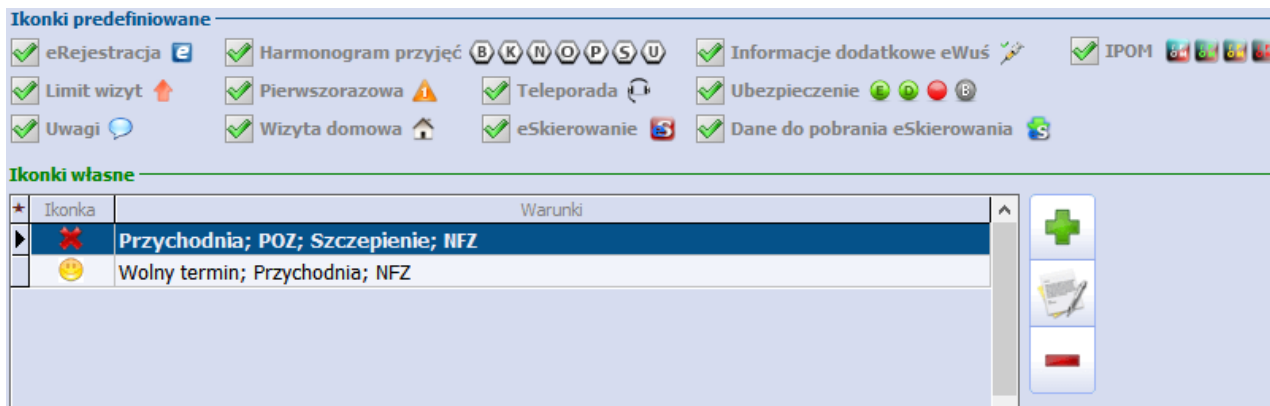 Ikonki predefiniowane
eRejestracja e Harmonogram przyjęć B K N O P S U Informacje dodatkowe eWuś IPOM
Limit wizyt Pierwszorazowa Teleporada Ubezpieczenie E D B
Uwagi Wizyta domowa eSkierowanie eS Dane do pobrania eSkierowania S
Ikonki własne
Ikonka Warunki
Przychodnia; POZ; Szczepienie; NFZ
Wolny termin; Przychodnia; NFZ